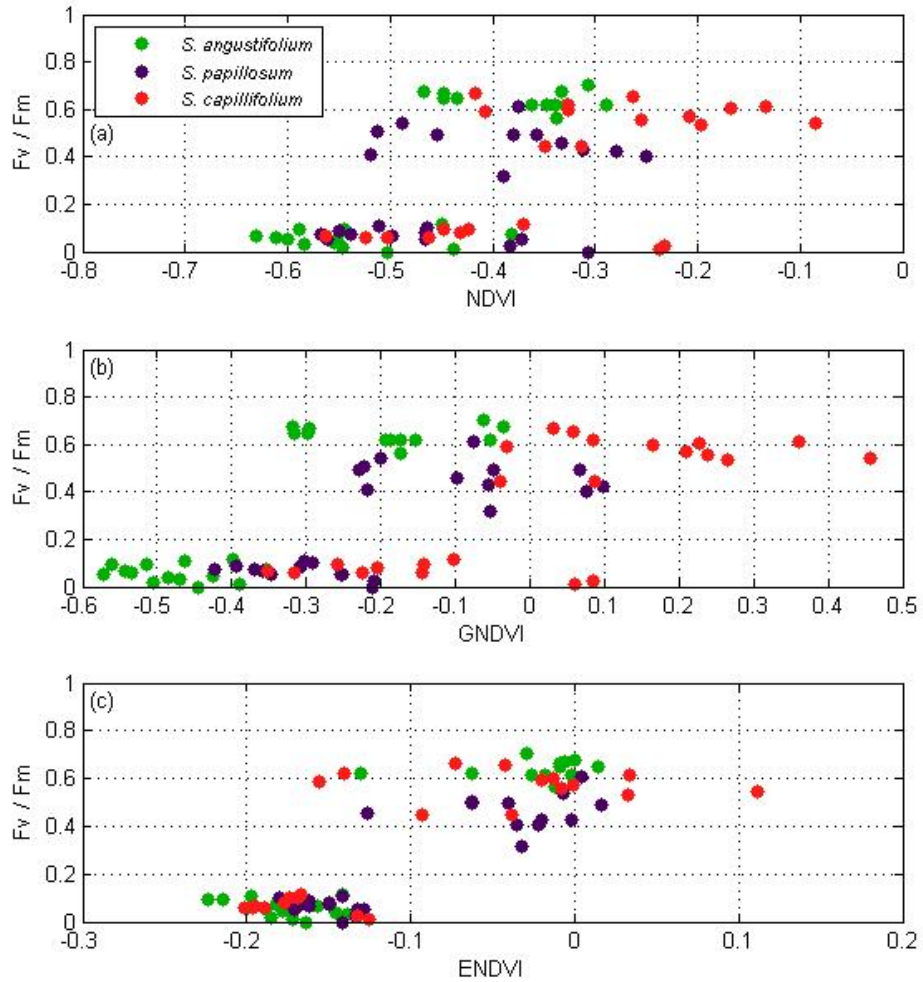 1
S. angustifolium
0.8
S. papillosum
0.6
S. capillifolium
0.4
(a)
0.2
0
Fv / Fm
-0.8 -0.7 -0.6 -0.5 -0.4 -0.3 -0.2 -0.1 0
NDVI
1
(b)
0.8
0.6
0.4
0.2
0
Fv / Fm
-0.6 -0.5 -0.4 -0.3 -0.2 -0.1 0 0.1 0.2 0.3 0.4 0.5
GNDVI
1
(c)
0.8
0.6
0.4
0.2
0
Fv / Fm
-0.3 -0.2 -0.1 0 0.1 0.2
ENDVI